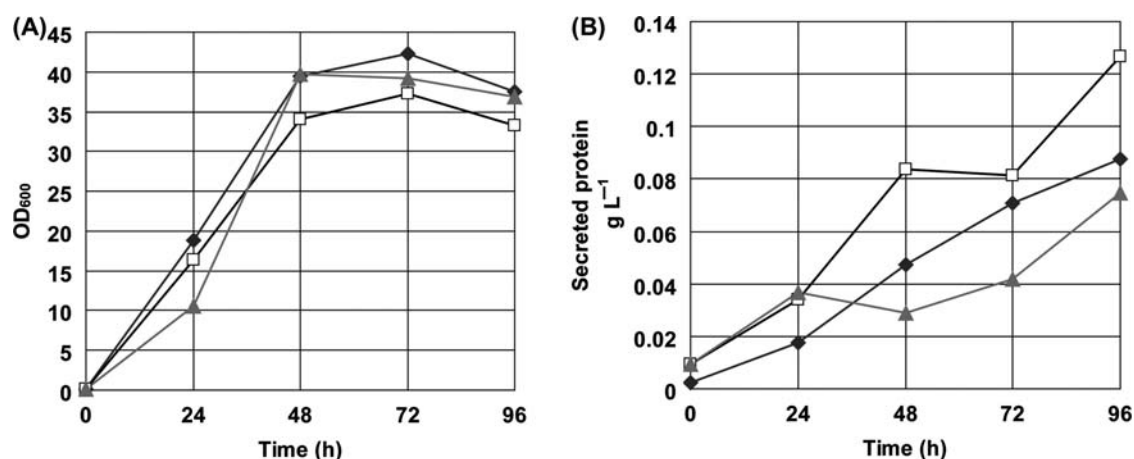 (A)
45
40
35
30
25
20
15
10
5
0
OD₆₀₀
0 24 48 72 96
Time (h)
(B)
0.14
0.12
0.1
0.08
0.06
0.04
0.02
0
Secreted protein
g L⁻¹
0 24 48 72 96
Time (h)